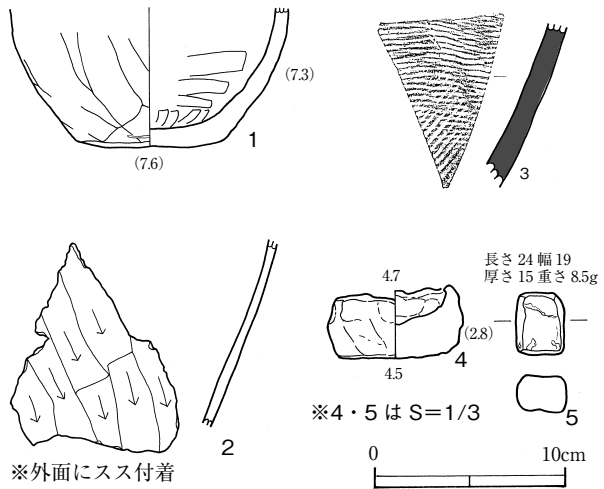 (7.3)
1
(7.6)
3
2
※外面にスス付着
長さ 24 幅 19
厚さ 15 重さ 8.5g
4.7
(2.8)
4
4.5
5
※4・5 は S＝1/3
0 10cm